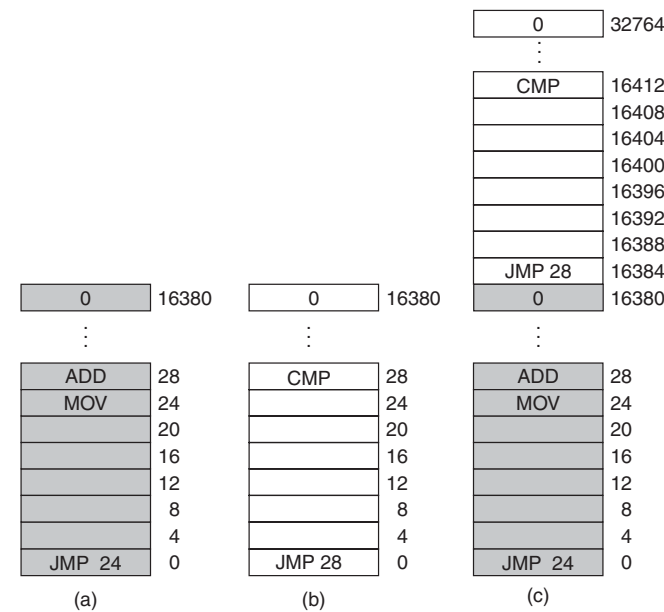 0 32764
CMP 16412
16408
16404
16400
16396
16392
16388
JMP 28 16384
0 16380 0 16380 0 16380
ADD 28 CMP 28 ADD 28
MOV 24 24 MOV 24
20 20 20
16 16 16
12 12 12
8 8 8
4 4 4
JMP 24 0 JMP 28 0 JMP 24 0
(a) (b) (c)